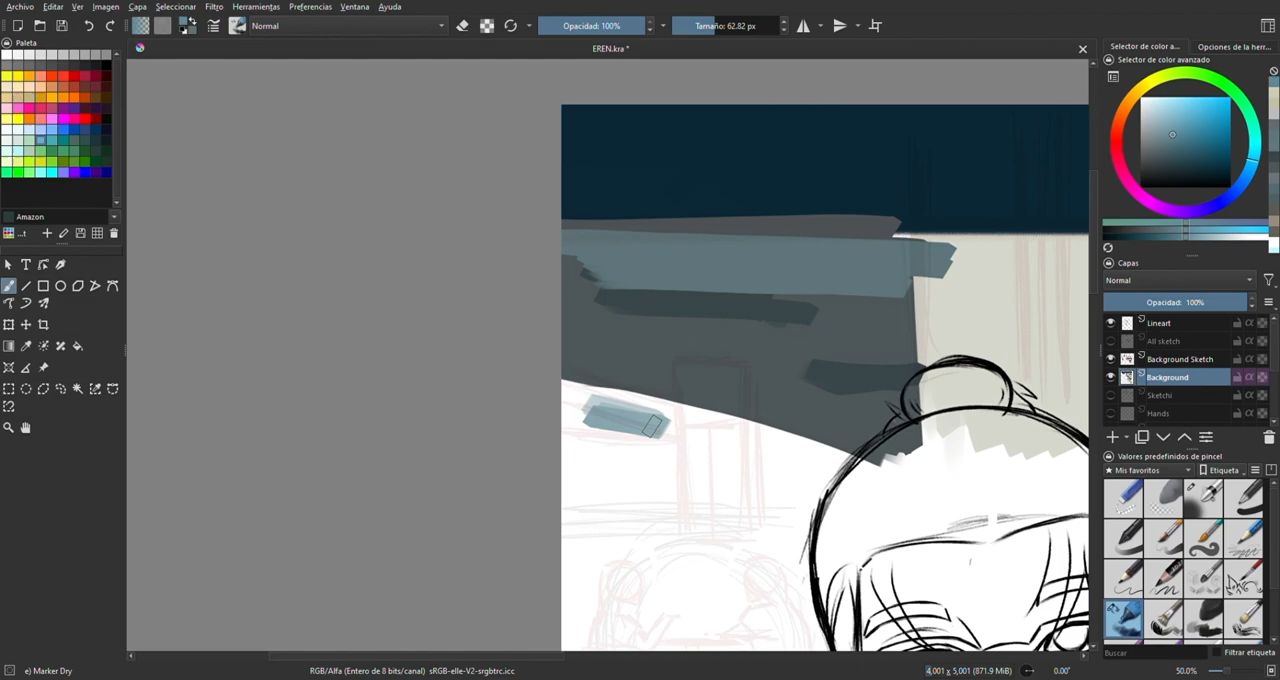 Archivo Editar Ver Imagen Capa Seleccionar Filtro Herramientas Preferencias Ventana Ayuda
Normal Opacidad: 100% Tamaño: 62.82 px
Paleta
EREN.kra *
Selector de color a... Opciones de la herr...
Selector de color avanzado
Amazon
...t
Capas
Normal
Opacidad: 100%
Lineart
All sketch
Background Sketch
Background
Sketchi
Hands
Valores predefinidos de pincel
Mis favoritos Etiqueta
Buscar Filtrar etiqueta
e) Marker Dry RGB/Alfa (Entero de 8 bits/canal) sRGB-elle-V2-srgbtrc.icc 4,001 x 5,001 (871.9 MiB) 0.00° 50.0%